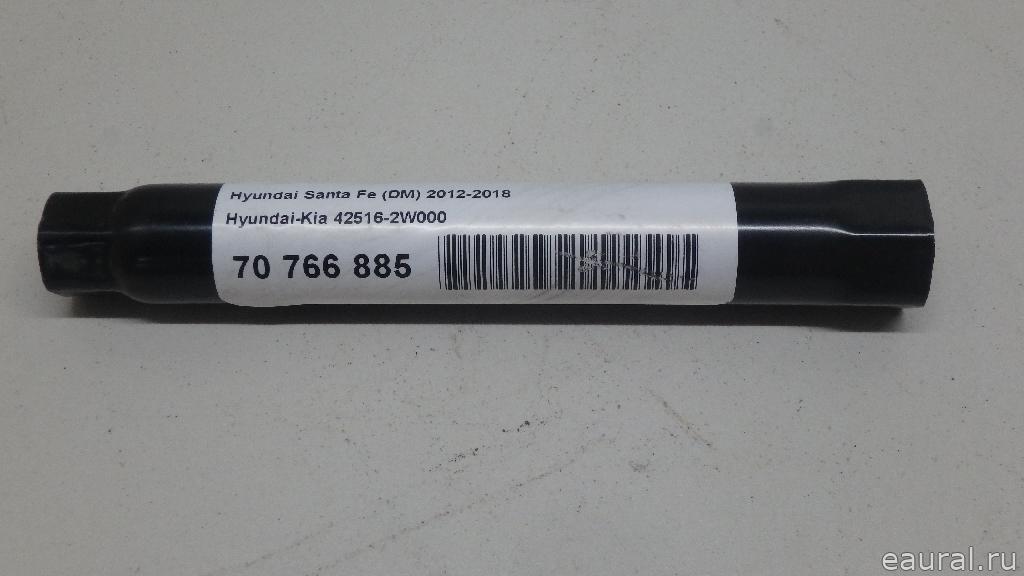 Hyundai Santa Fe (DM) 2012-2018
Hyundai-Kia 42516-2W000
70 766 885
eaural.ru